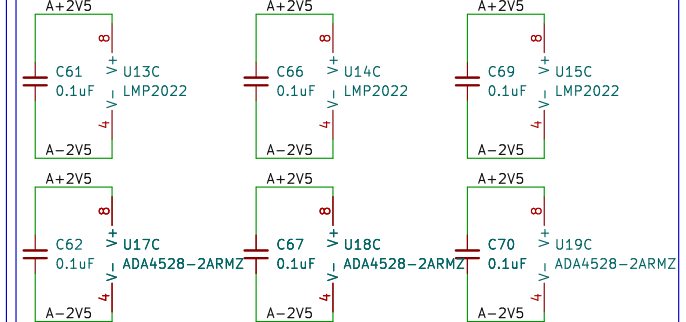 A+2V5 A+2V5 A+2V5
8 8 8
C61 V+ U13C C66 V+ U14C C69 V+ U15C
0.1uF V- LMP2022 0.1uF V- LMP2022 0.1uF V- LMP2022
4 4 4
A-2V5 A-2V5 A-2V5
A+2V5 A+2V5 A+2V5
8 8 8
C62 V+ U17C C67 V+ U18C C70 V+ U19C
0.1uF V- ADA4528-2ARMZ 0.1uF V- ADA4528-2ARMZ 0.1uF V- ADA4528-2ARMZ
4 4 4
A-2V5 A-2V5 A-2V5